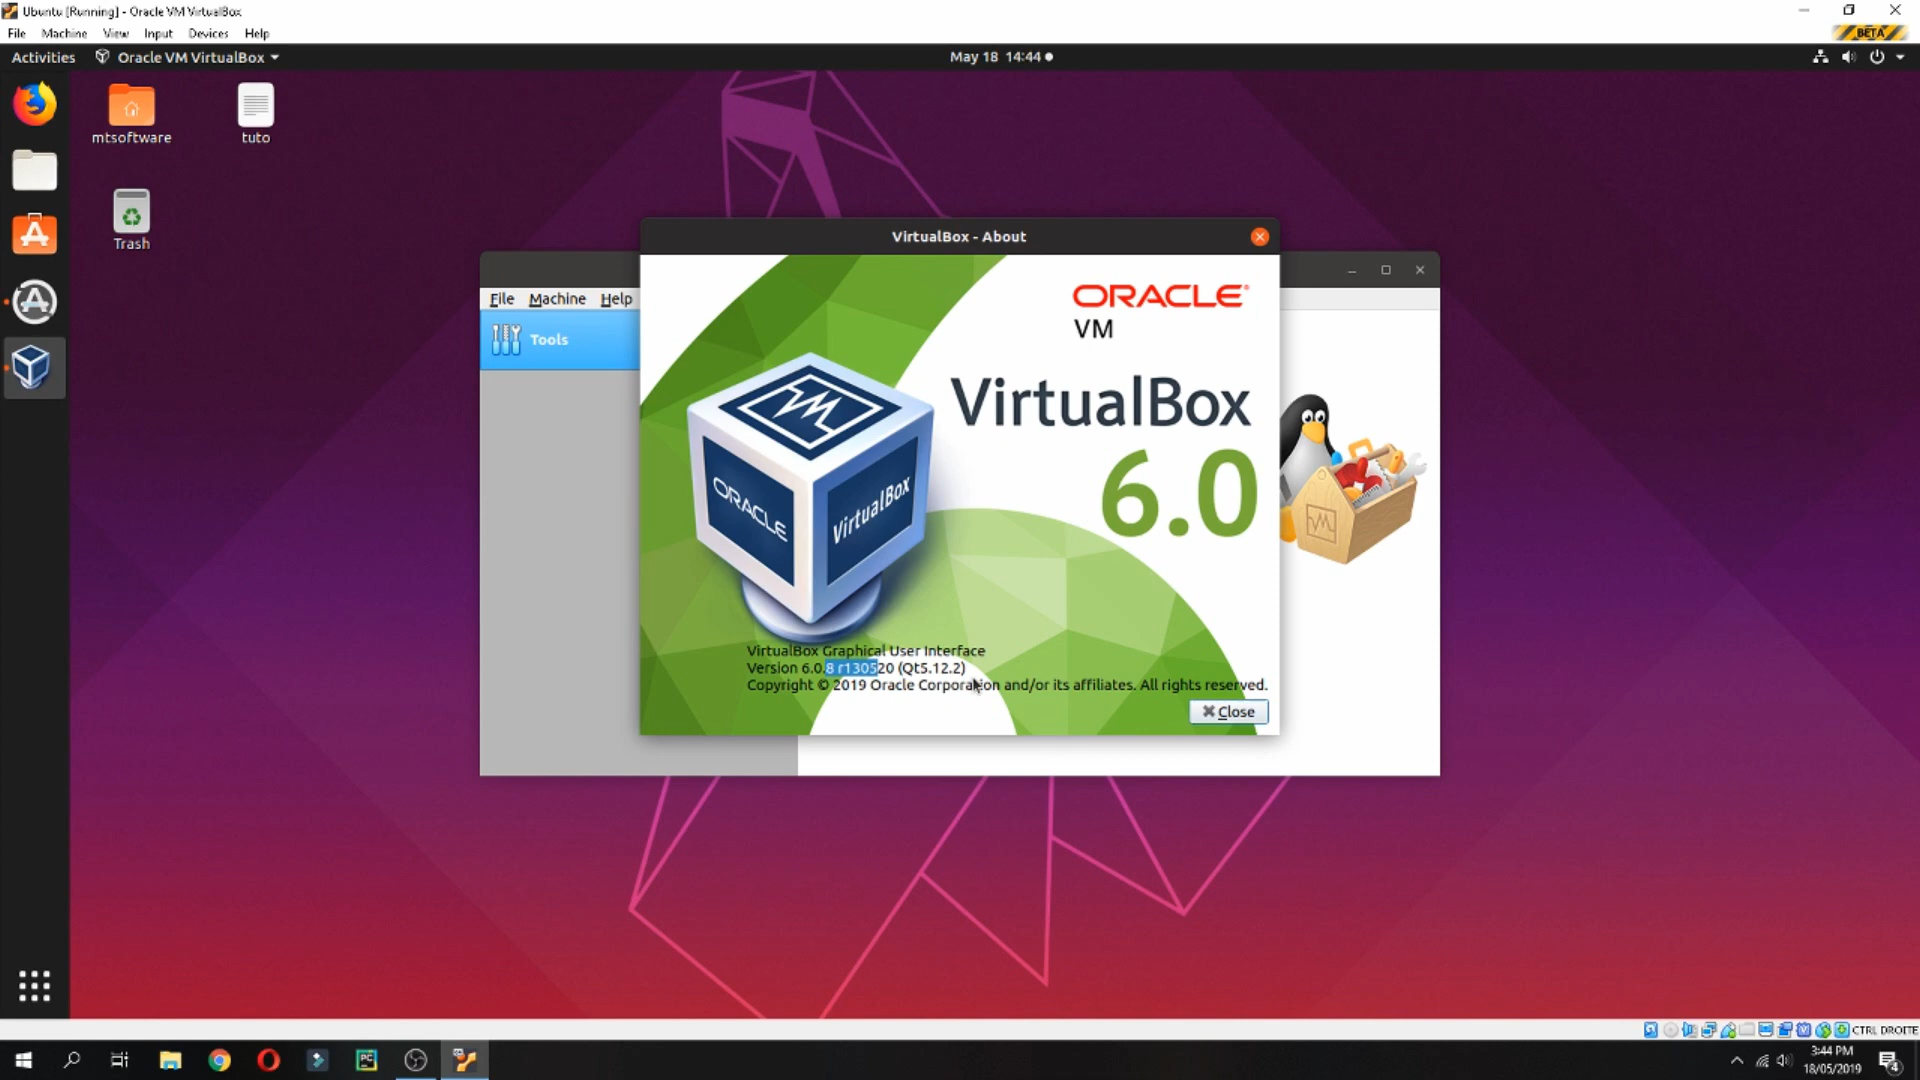 Ubuntu [Running] - Oracle VM VirtualBox
File Machine View Input Devices Help
BETA
Activities Oracle VM VirtualBox May 18 14:44
mtsoftware tuto
Trash
VirtualBox - About
File Machine Help
Tools
ORACLE
VM
VirtualBox
6.0
ORACLE VirtualBox
VirtualBox Graphical User Interface
Version 6.0.8 r130520 (Qt5.12.2)
Copyright © 2019 Oracle Corporation and/or its affiliates. All rights reserved.
Close
CTRL DROITE
PC
3:44 PM
18/05/2019
4